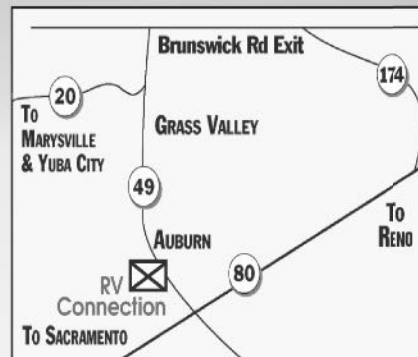 Brunswick Rd Exit
174
20
To
Marysville
& Yuba City
Grass Valley
49
To
Reno
Auburn
80
RV
Connection
To Sacramento